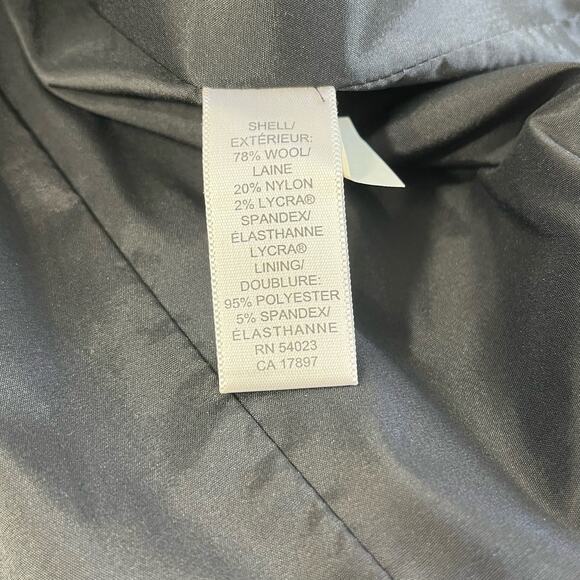 SHELL/
EXTÉRIEUR:
78% WOOL/
LAINE
20% NYLON
2% LYCRA®
SPANDEX/
ÉLASTHANNE
LYCRA®
LINING/
DOUBLURE:
95% POLYESTER
5% SPANDEX/
ÉLASTHANNE
RN 54023
CA 17897